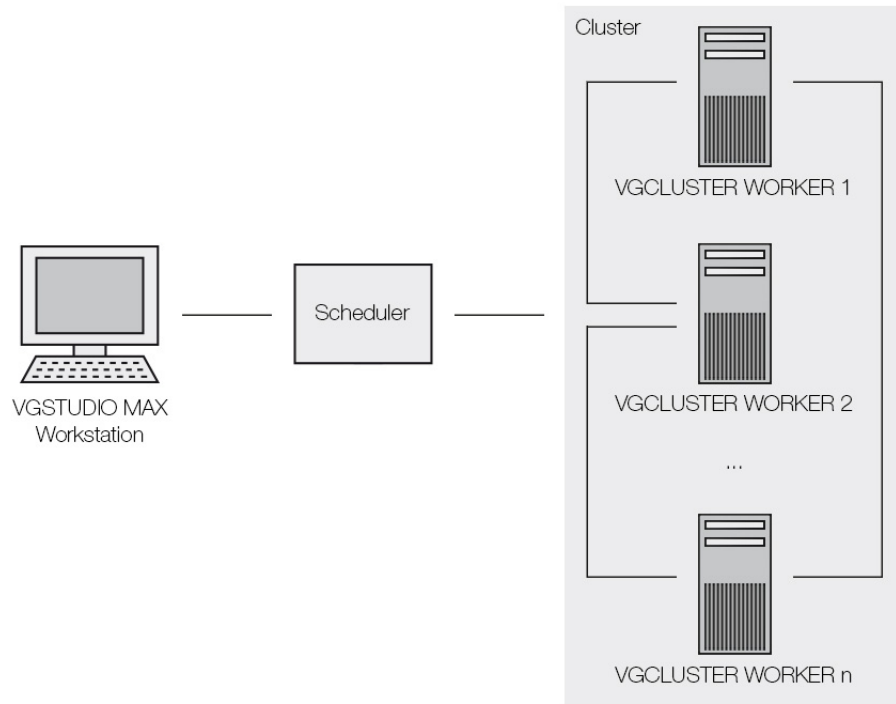 Cluster
VGCLUSTER WORKER 1
Scheduler
VGSTUDIO MAX
Workstation
VGCLUSTER WORKER 2
...
VGCLUSTER WORKER n